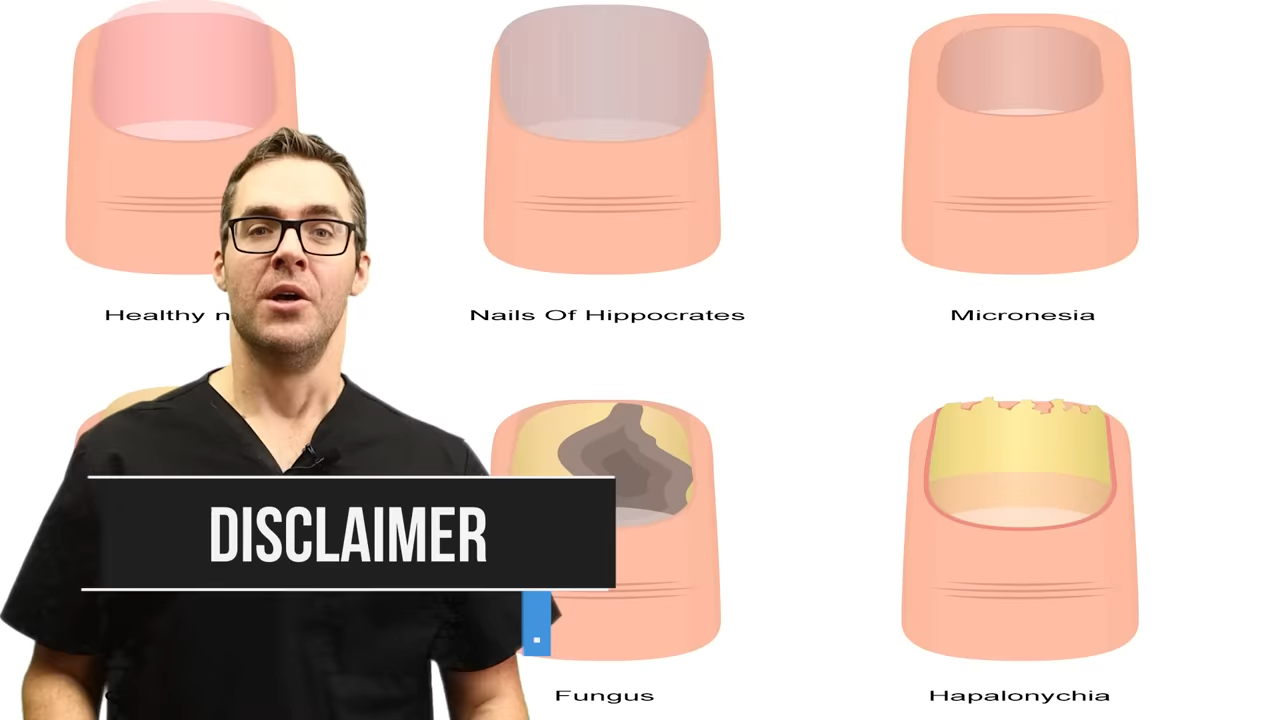 Healthy n
Nails Of Hippocrates
Micronesia
DISCLAIMER
Fungus
Hapalonychia